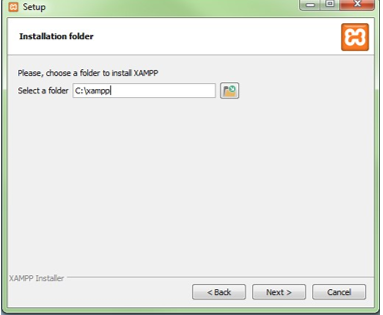 Setup
Installation folder
Please, choose a folder to install XAMPP
Select a folder C:\xampp
XAMPP Installer
< Back Next > Cancel